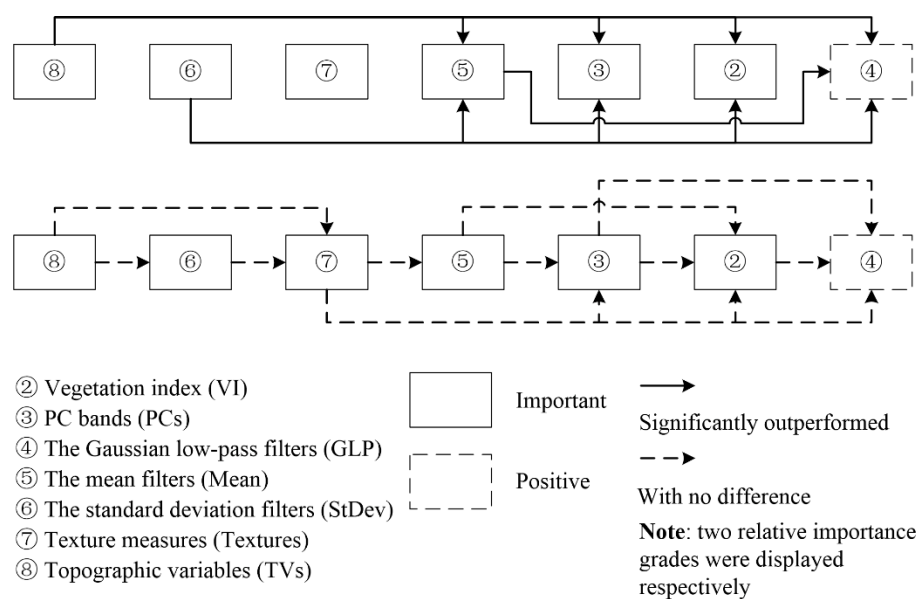 ⑧ ⑥ ⑦ ⑤ ③ ② ④
⑧ ⑥ ⑦ ⑤ ③ ② ④
② Vegetation index (VI)
③ PC bands (PCs)
④ The Gaussian low-pass filters (GLP)
⑤ The mean filters (Mean)
⑥ The standard deviation filters (StDev)
⑦ Texture measures (Textures)
⑧ Topographic variables (TVs)
Important
Positive
Significantly outperformed
With no difference
Note: two relative importance
grades were displayed
respectively